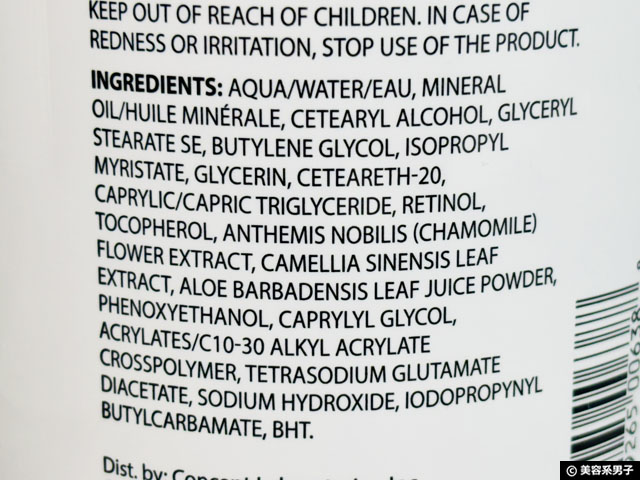 KEEP OUT OF REACH OF CHILDREN. IN CASE OF
REDNESS OR IRRITATION, STOP USE OF THE PRODUCT.
INGREDIENTS: AQUA/WATER/EAU, MINERAL
OIL/HUILE MINÉRALE, CETEARYL ALCOHOL, GLYCERYL
STEARATE SE, BUTYLENE GLYCOL, ISOPROPYL
MYRISTATE, GLYCERIN, CETEARETH-20,
CAPRYLIC/CAPRIC TRIGLYCERIDE, RETINOL,
TOCOPHEROL, ANTHEMIS NOBILIS (CHAMOMILE)
FLOWER EXTRACT, CAMELLIA SINENSIS LEAF
EXTRACT, ALOE BARBADENSIS LEAF JUICE POWDER,
PHENOXYETHANOL, CAPRYLYL GLYCOL,
ACRYLATES/C10-30 ALKYL ACRYLATE
CROSSPOLYMER, TETRASODIUM GLUTAMATE
DIACETATE, SODIUM HYDROXIDE, IODOPROPYNYL
BUTYLCARBAMATE, BHT.
Dist. by:
© 美容系男子